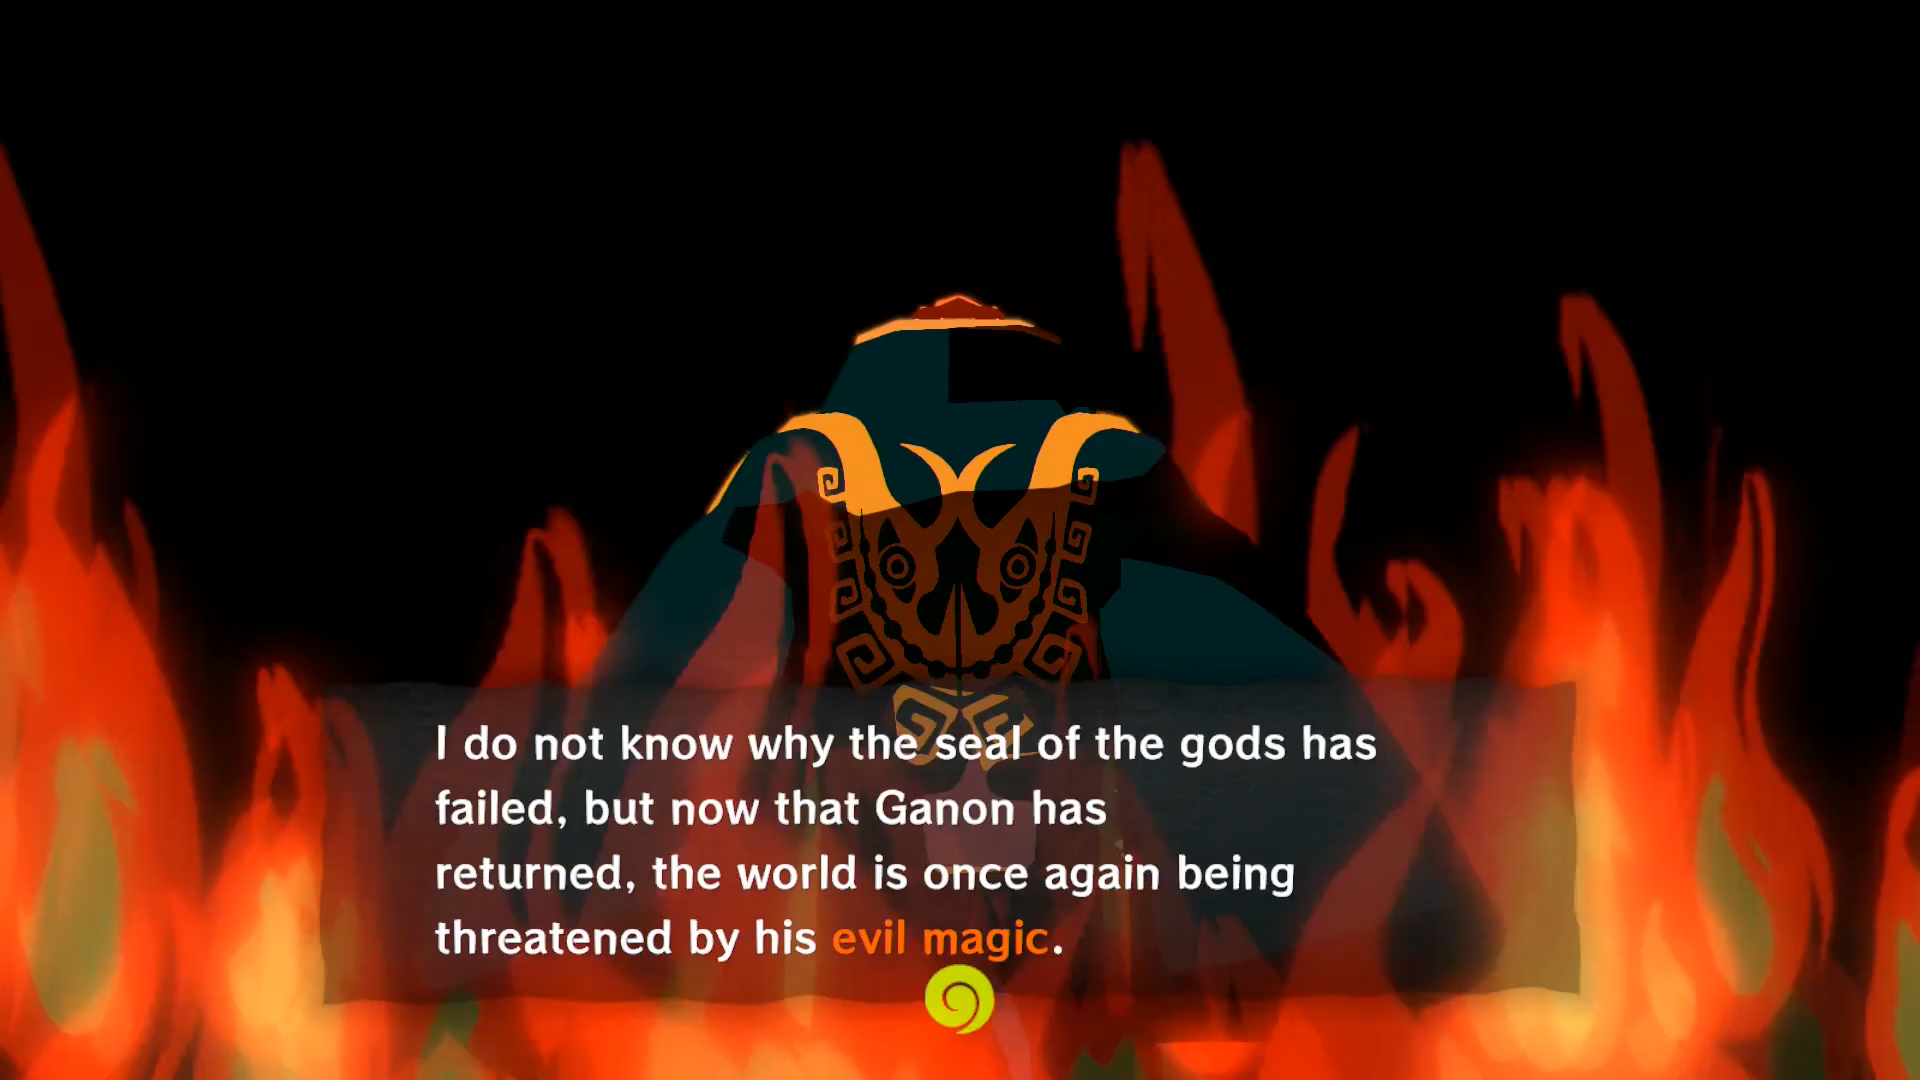 I do not know why the seal of the gods has
failed, but now that Ganon has
returned, the world is once again being
threatened by his evil magic.